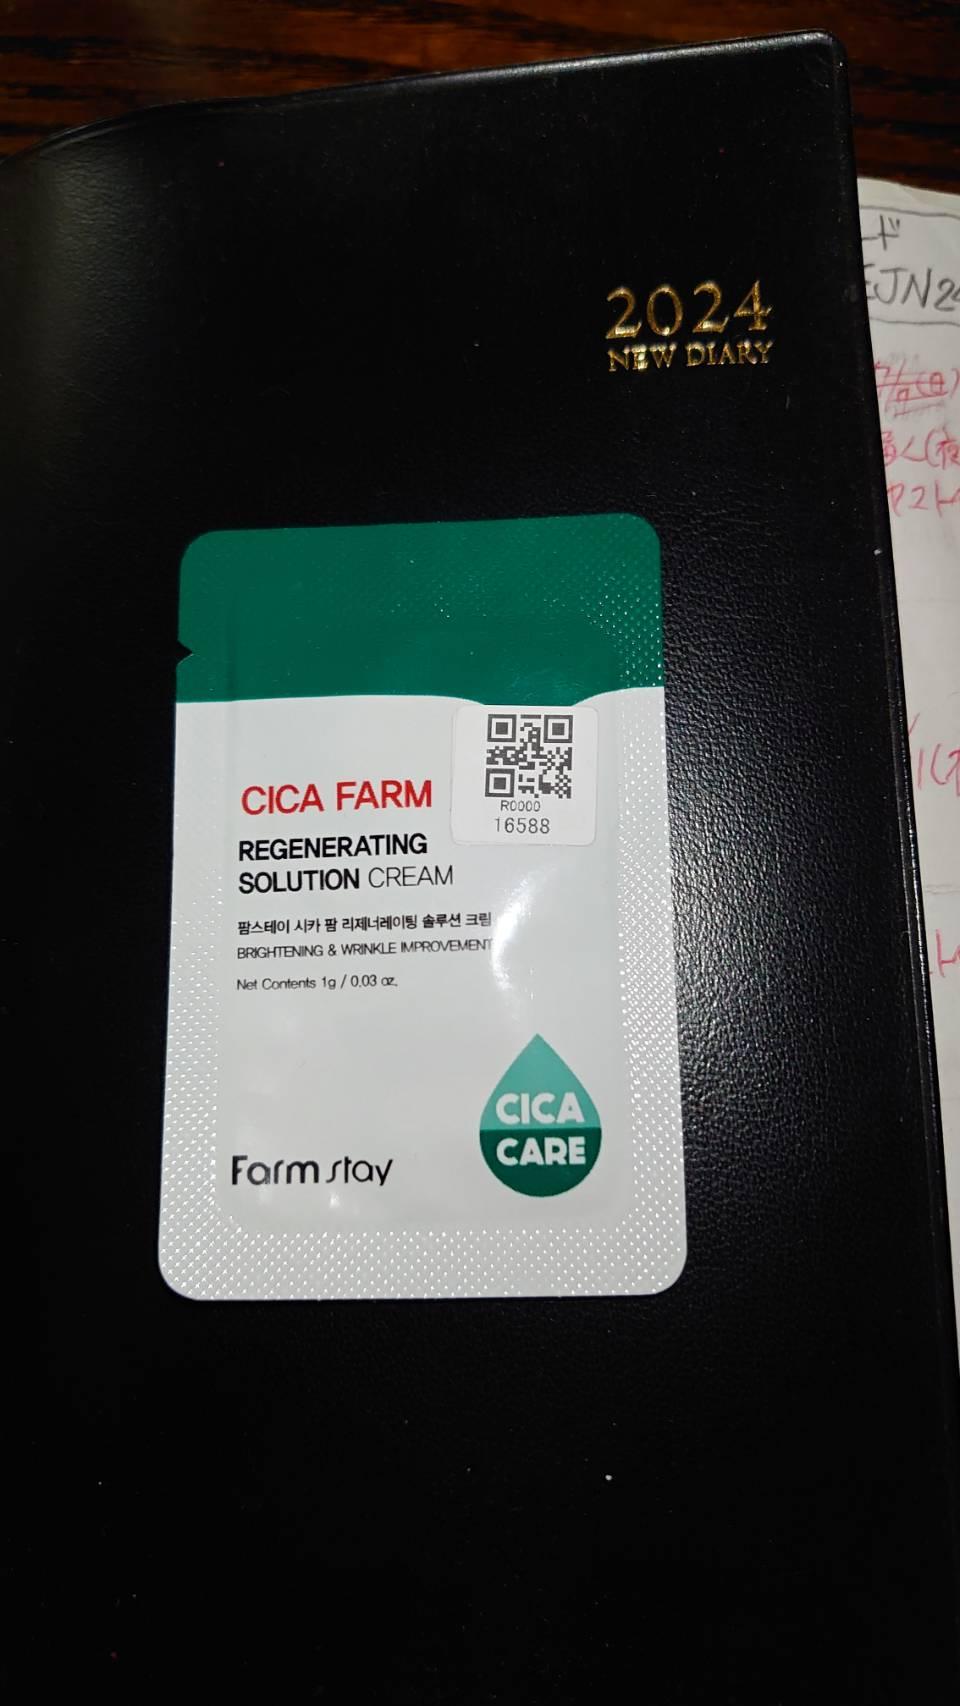 2024
NEW DIARY
ド
EJN2
CICA FARM
REGENERATING
SOLUTION CREAM
팜스테이 시카 팜 리제너레이팅 솔루션 크림
BRIGHTENING & WRINKLE IMPROVEMENT
Net Contents 1g / 0.03 oz.
R0000
16588
CICA
CARE
Farm stay